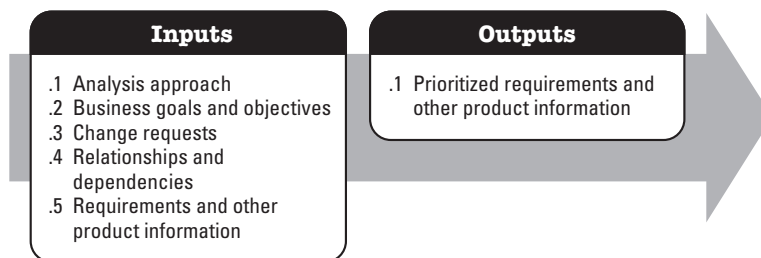 Inputs
.1 Analysis approach
.2 Business goals and objectives
.3 Change requests
.4 Relationships and
dependencies
.5 Requirements and other
product information
Outputs
.1 Prioritized requirements and
other product information